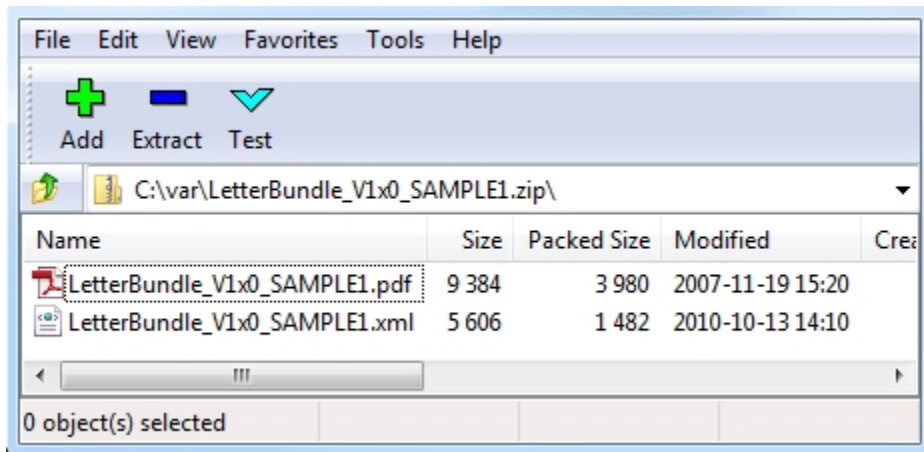 File Edit View Favorites Tools Help
Add Extract Test
C:\var\LetterBundle_V1x0_SAMPLE1.zip\
Name Size Packed Size Modified Crea
LetterBundle_V1x0_SAMPLE1.pdf 9 384 3 980 2007-11-19 15:20
LetterBundle_V1x0_SAMPLE1.xml 5 606 1 482 2010-10-13 14:10
0 object(s) selected